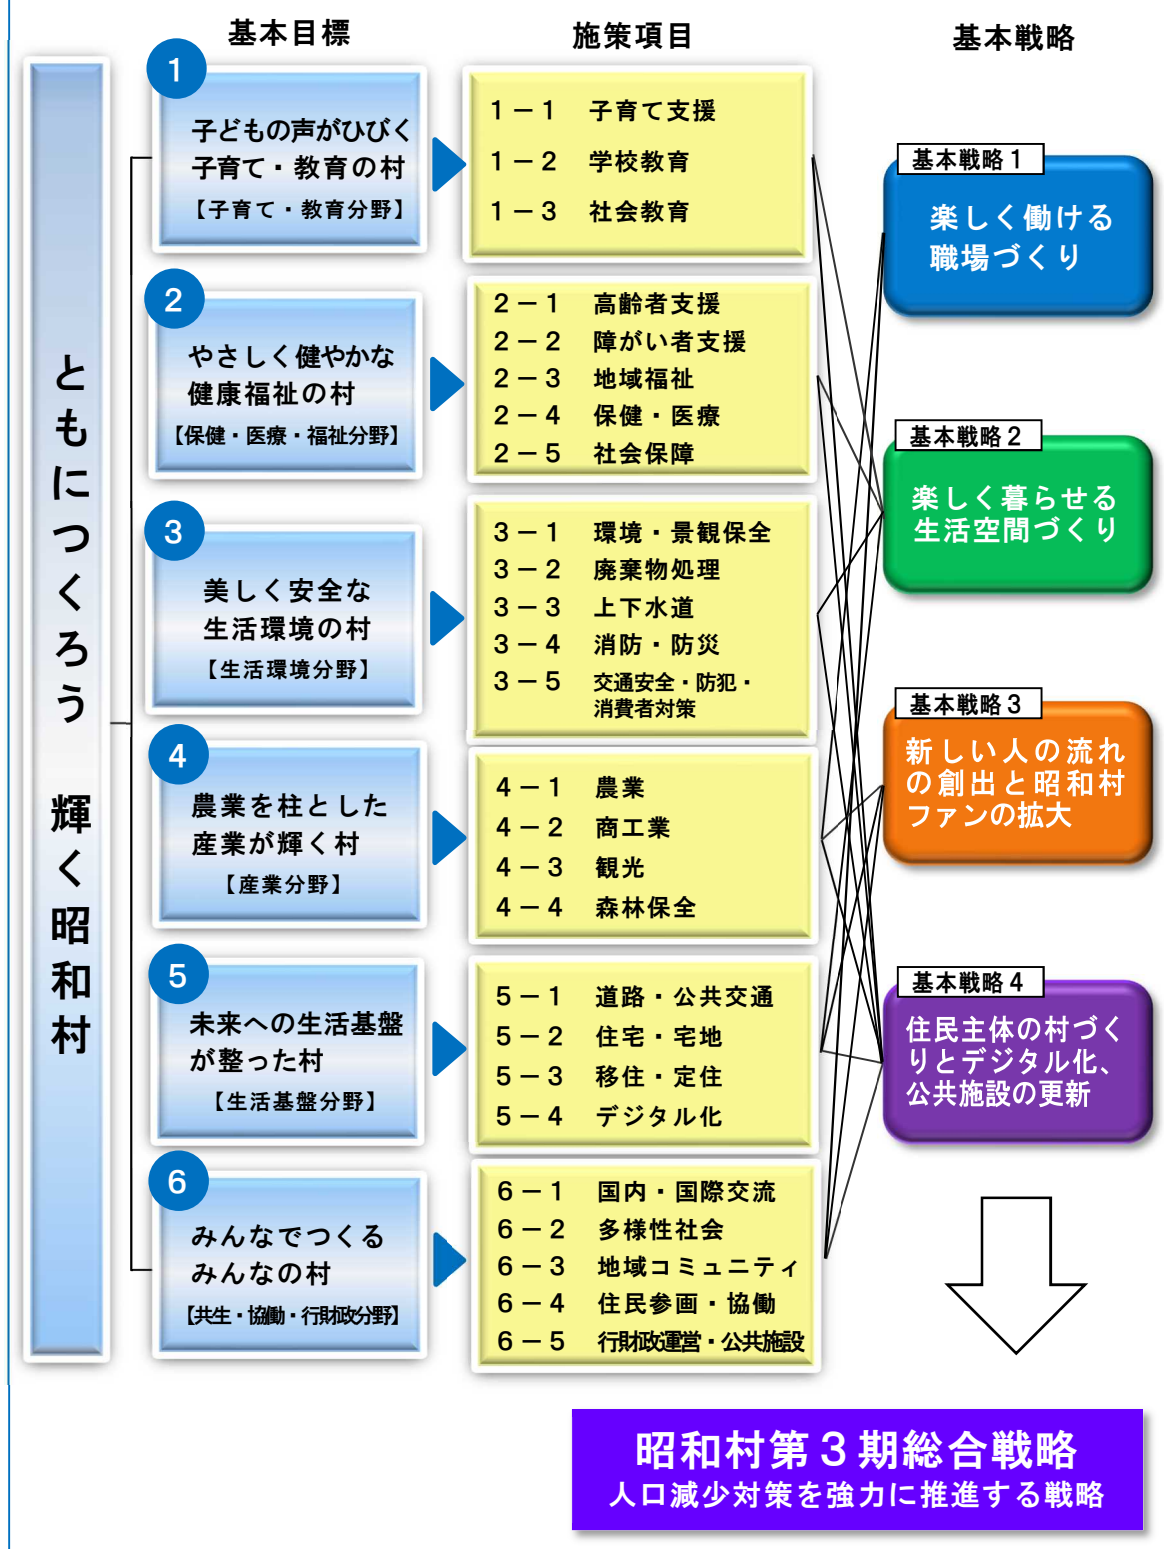 基本目標
施策項目
基本戦略
ともにつくろう 輝く昭和村
1
子どもの声がひびく
子育て・教育の村
【子育て・教育分野】
1－1 子育て支援
1－2 学校教育
1－3 社会教育
2
やさしく健やかな
健康福祉の村
【保健・医療・福祉分野】
2－1 高齢者支援
2－2 障がい者支援
2－3 地域福祉
2－4 保健・医療
2－5 社会保障
3
美しく安全な
生活環境の村
【生活環境分野】
3－1 環境・景観保全
3－2 廃棄物処理
3－3 上下水道
3－4 消防・防災
3－5 交通安全・防犯・
消費者対策
4
農業を柱とした
産業が輝く村
【産業分野】
4－1 農業
4－2 商工業
4－3 観光
4－4 森林保全
5
未来への生活基盤
が整った村
【生活基盤分野】
5－1 道路・公共交通
5－2 住宅・宅地
5－3 移住・定住
5－4 デジタル化
6
みんなでつくる
みんなの村
【共生・協働・行財政分野】
6－1 国内・国際交流
6－2 多様性社会
6－3 地域コミュニティ
6－4 住民参画・協働
6－5 行財政運営・公共施設
基本戦略１
楽しく働ける
職場づくり
基本戦略２
楽しく暮らせる
生活空間づくり
基本戦略３
新しい人の流れ
の創出と昭和村
ファンの拡大
基本戦略４
住民主体の村づく
りとデジタル化、
公共施設の更新
昭和村第３期総合戦略
人口減少対策を強力に推進する戦略